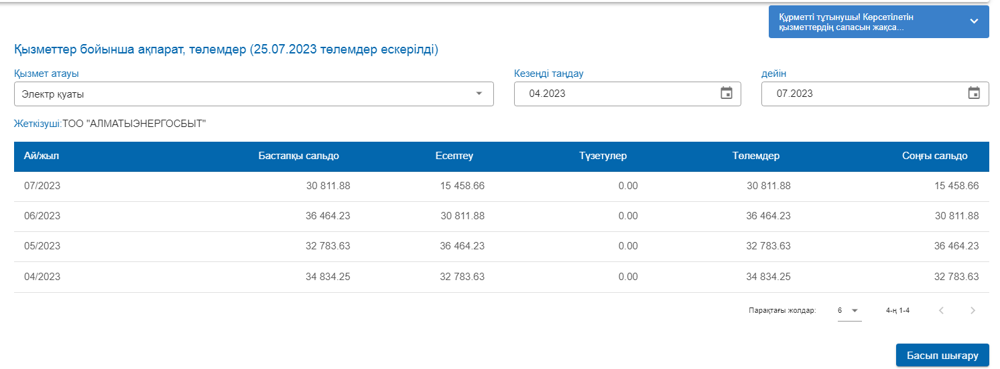 Құрметті тұтынушы! Көрсетілетін
қызметтердің сапасын жақса...
Қызметтер бойынша ақпарат, төлемдер (25.07.2023 төлемдер ескерілді)
Қызмет атауы Кезеңді таңдау дейін
Электр қуаты 04.2023 07.2023
Жеткізуші:ТОО "АЛМАТЫЭНЕРГОСБЫТ"
Ай/жыл Бастапқы сальдо Есептеу Түзетулер Төлемдер Соңғы сальдо
07/2023 30 811.88 15 458.66 0.00 30 811.88 15 458.66
06/2023 36 464.23 30 811.88 0.00 36 464.23 30 811.88
05/2023 32 783.63 36 464.23 0.00 32 783.63 36 464.23
04/2023 34 834.25 32 783.63 0.00 34 834.25 32 783.63
Парақтағы жолдар: 6 4-ң 1-4
Басып шығару